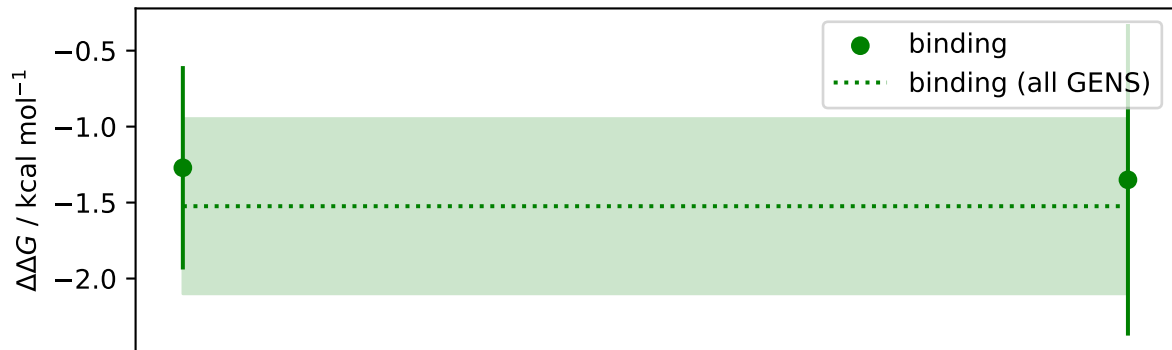 ΔΔG / kcal mol⁻¹
−0.5
−1.0
−1.5
−2.0
binding
binding (all GENS)